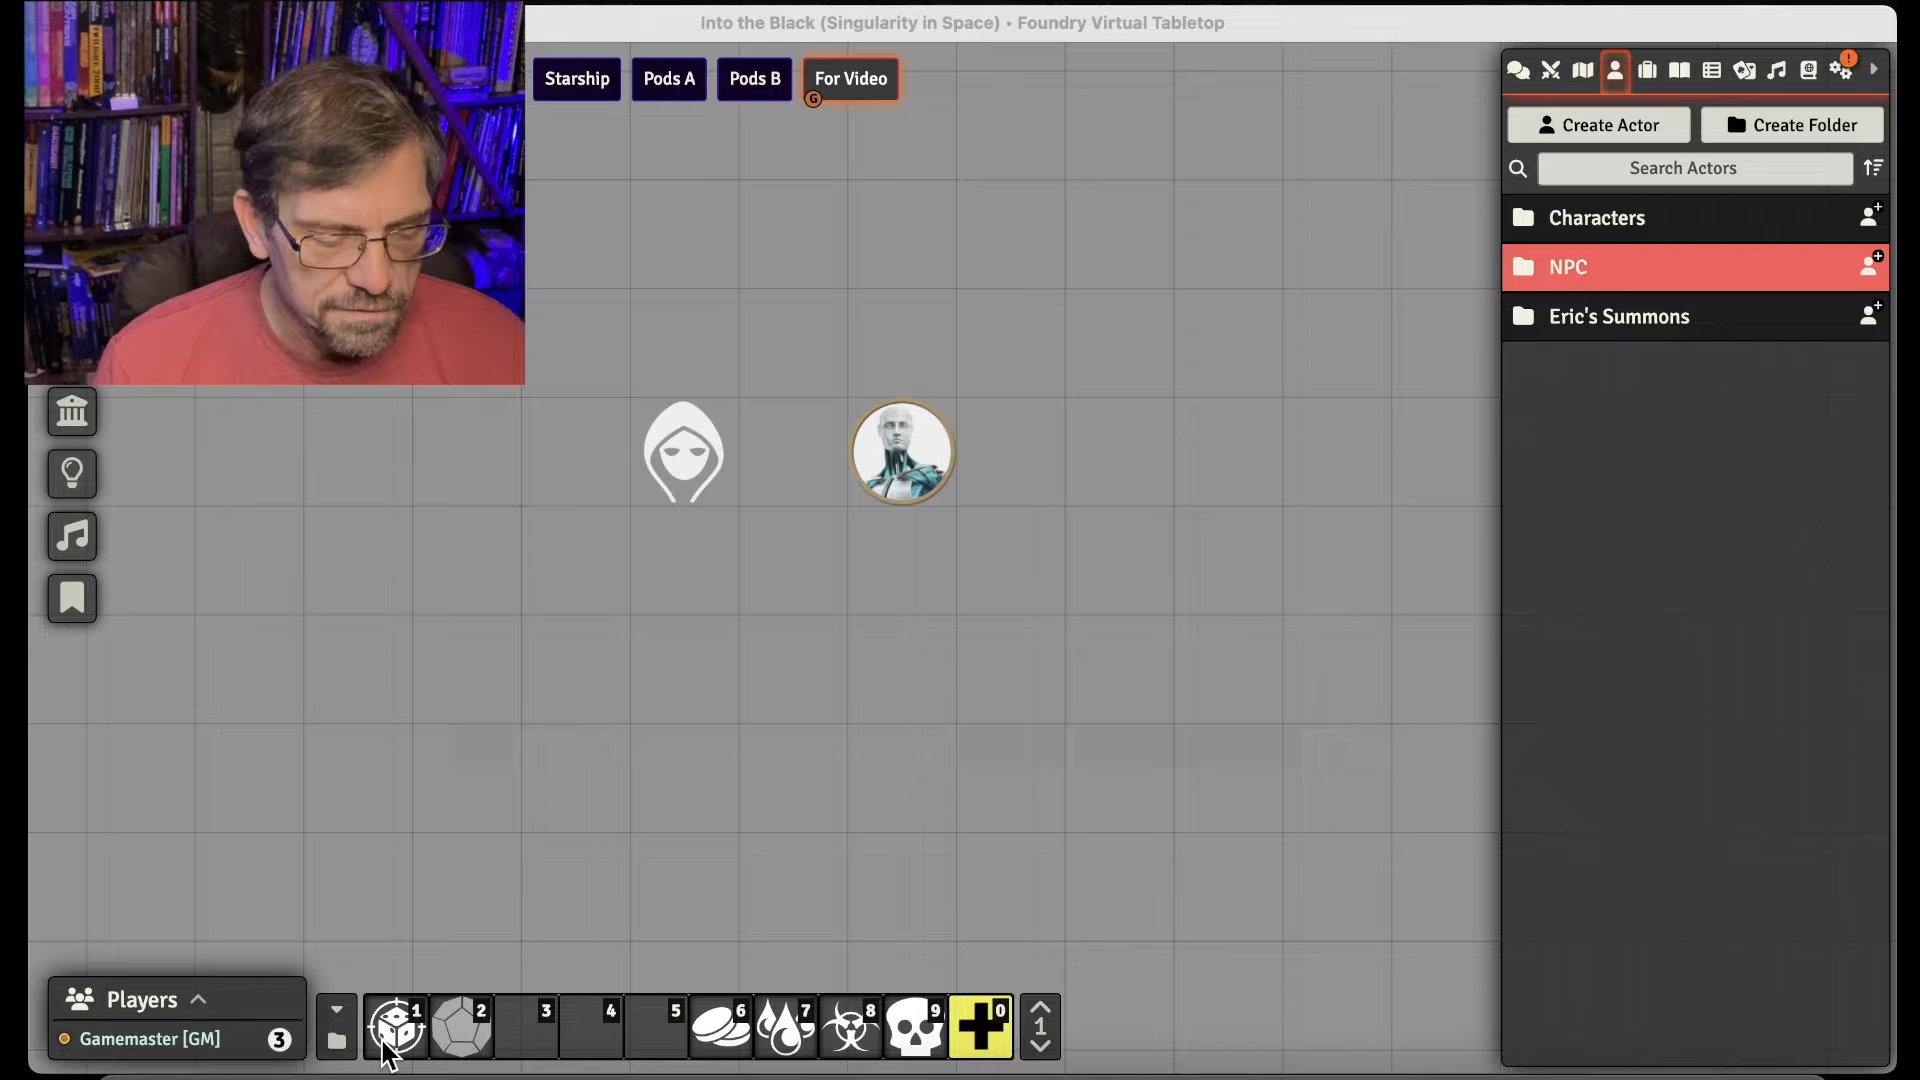 Into the Black (Singularity in Space) • Foundry Virtual Tabletop
Starship
Pods A
Pods B
For Video
G
Create Actor
Create Folder
Search Actors
Characters
NPC
Eric's Summons
Players
Gamemaster [GM]
3
1
2
3
4
5
6
7
8
9
0
1